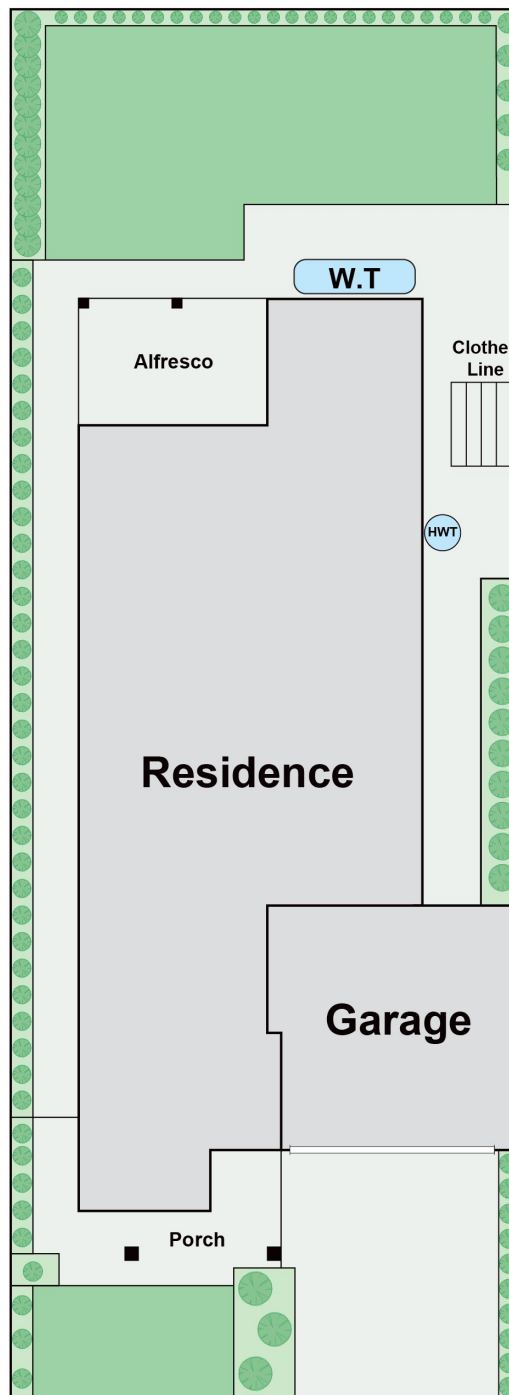 W.T
Alfresco
Clothe
Line
HWT
Residence
Garage
Porch